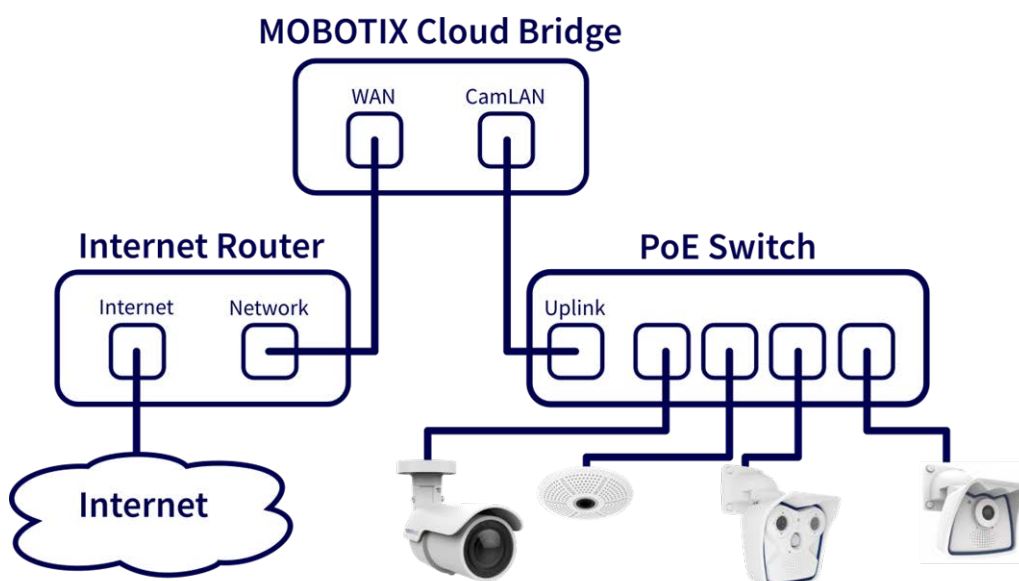 MOBOTIX Cloud Bridge
WAN
CamLAN
Internet Router
Internet
Network
PoE Switch
Uplink
Internet